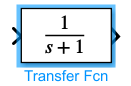 1
s + 1
Transfer Fcn